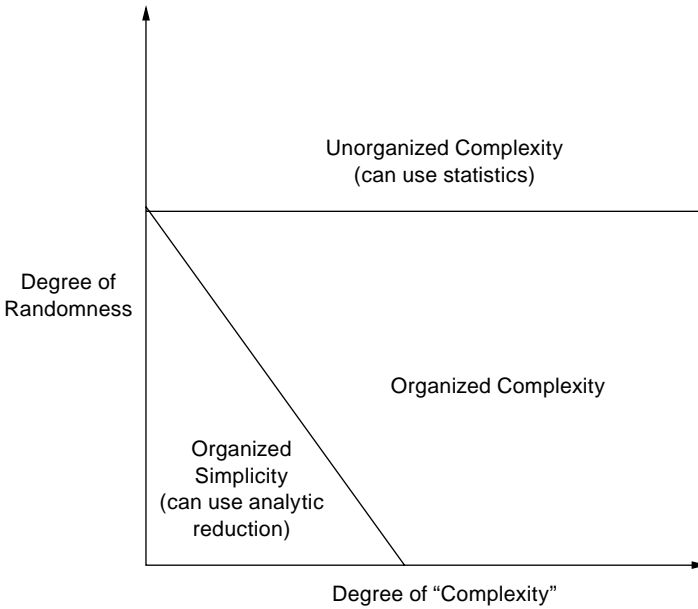 Unorganized Complexity
(can use statistics)
Degree of
Randomness
Organized Complexity
Organized
Simplicity
(can use analytic
reduction)
Degree of “Complexity”